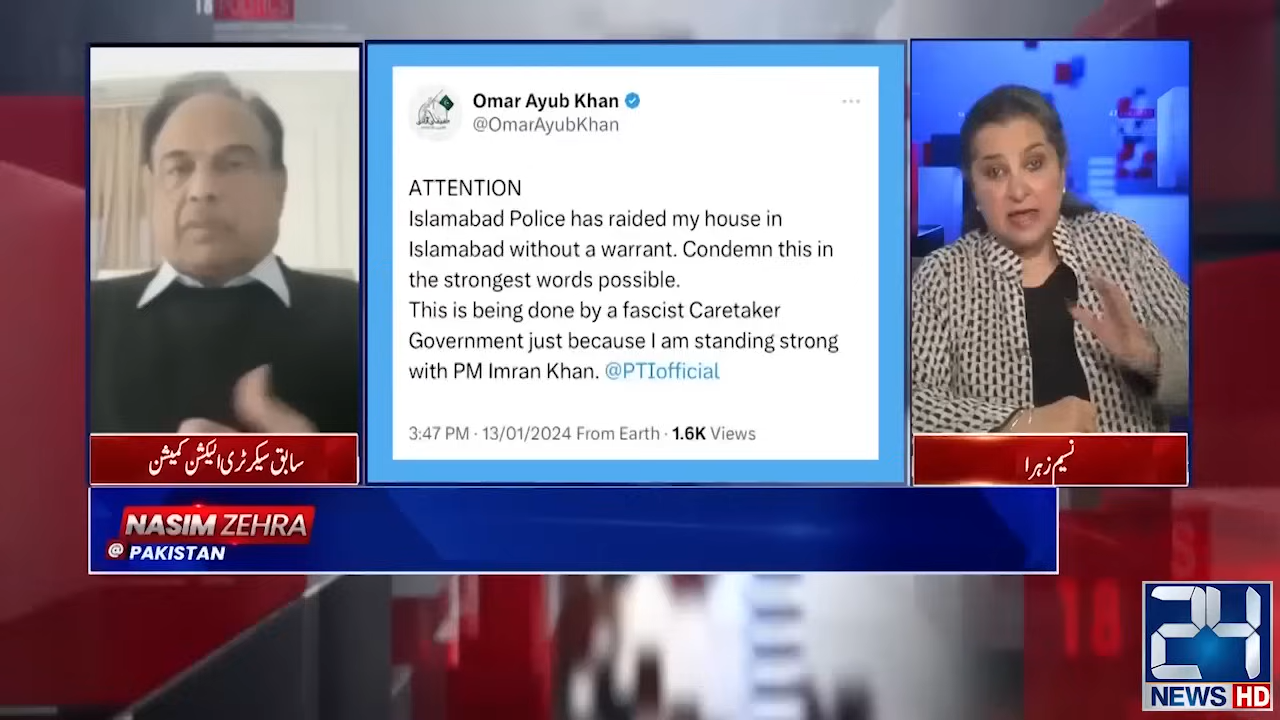 POLITICS
Omar Ayub Khan
@OmarAyubKhan
ATTENTION
Islamabad Police has raided my house in
Islamabad without a warrant. Condemn this in
the strongest words possible.
This is being done by a fascist Caretaker
Government just because I am standing strong
with PM Imran Khan. @PTIofficial
3:47 PM · 13/01/2024 From Earth · 1.6K Views
سابق سیکرٹری الیکشن کمیشن
نسیم زہرا
NASIM ZEHRA
@ PAKISTAN
18
24
NEWS HD